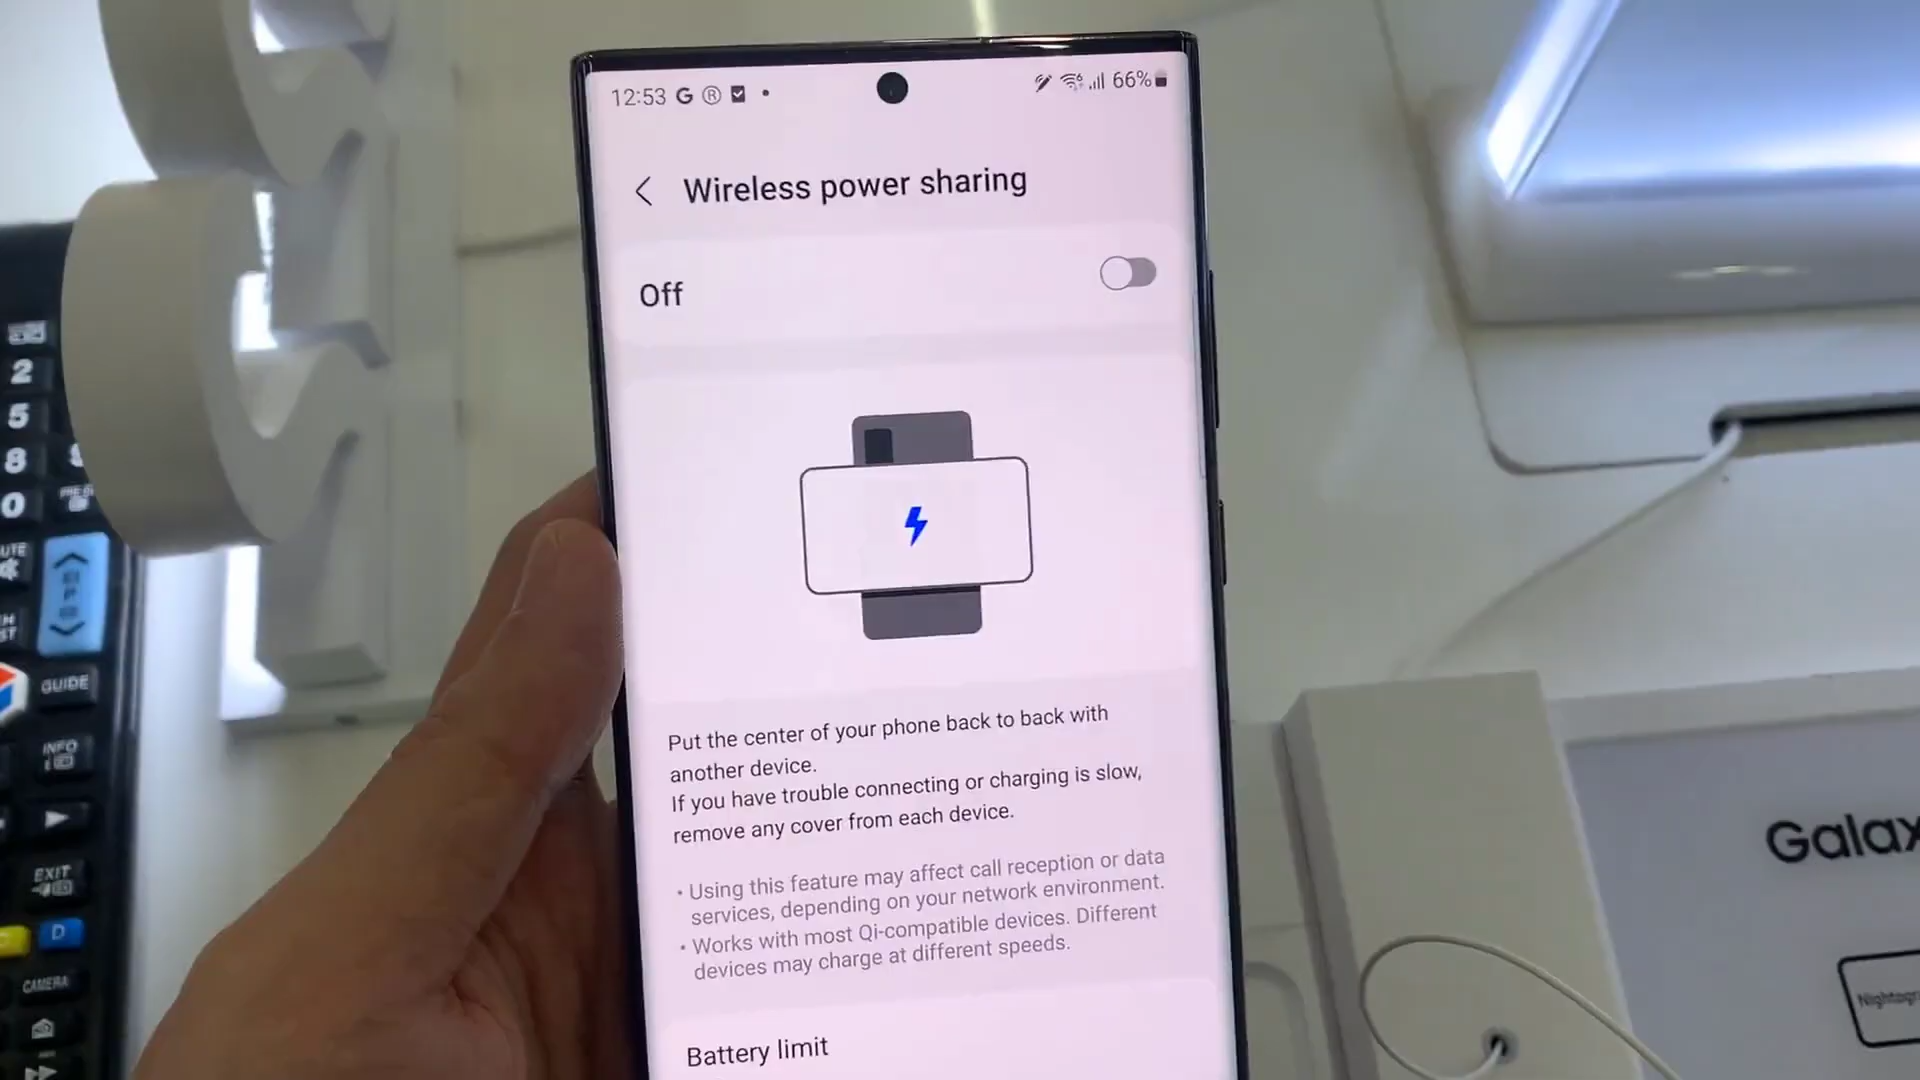 12:53 G R 66%
Wireless power sharing
Off
Put the center of your phone back to back with
another device.
If you have trouble connecting or charging is slow,
remove any cover from each device.
• Using this feature may affect call reception or data
services, depending on your network environment.
• Works with most Qi-compatible devices. Different
devices may charge at different speeds.
Battery limit
2
5
8
0
GUIDE
INFO
EXIT
D
CAMERA